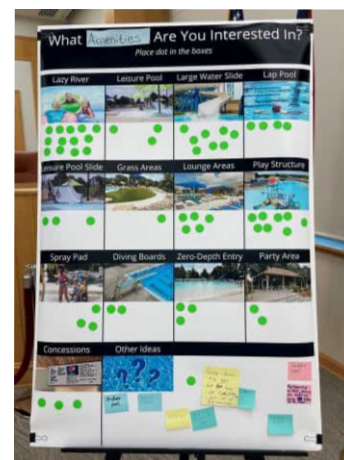 What Amenities Are You Interested In?
Place dot in the boxes
Lazy River Leisure Pool Large Water Slide Lap Pool
Leisure Pool Slide Grass Areas Lounge Areas Play Structure
Spray Pad Diving Boards Zero-Depth Entry Party Area
Concessions Other Ideas
???